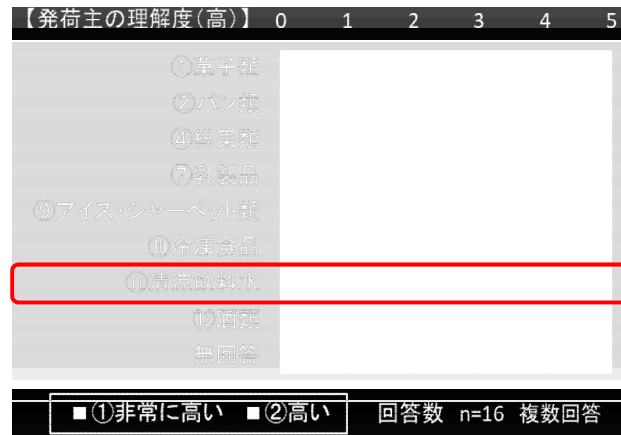 【発荷主の理解度(高)】 0 1 2 3 4 5
①菓子類
②パン類
④総菜類
⑦乳製品
⑨アイス・シャーベット類
⑩冷凍食品
⑪清涼飲料水
⑫酒類
無回答
■①非常に高い ■②高い 回答数 n=16 複数回答